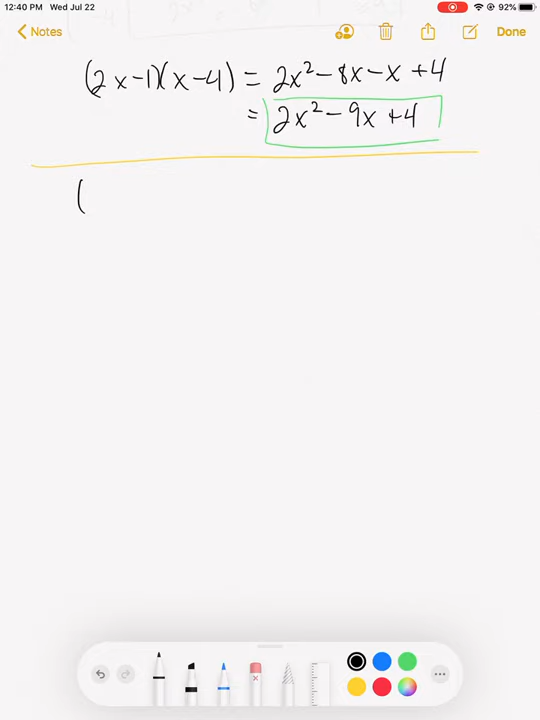 12:40 PM Wed Jul 22 92%
Notes Done
(2x-1)(x-4) = 2x² - 8x - x + 4
= 2x² - 9x + 4
(